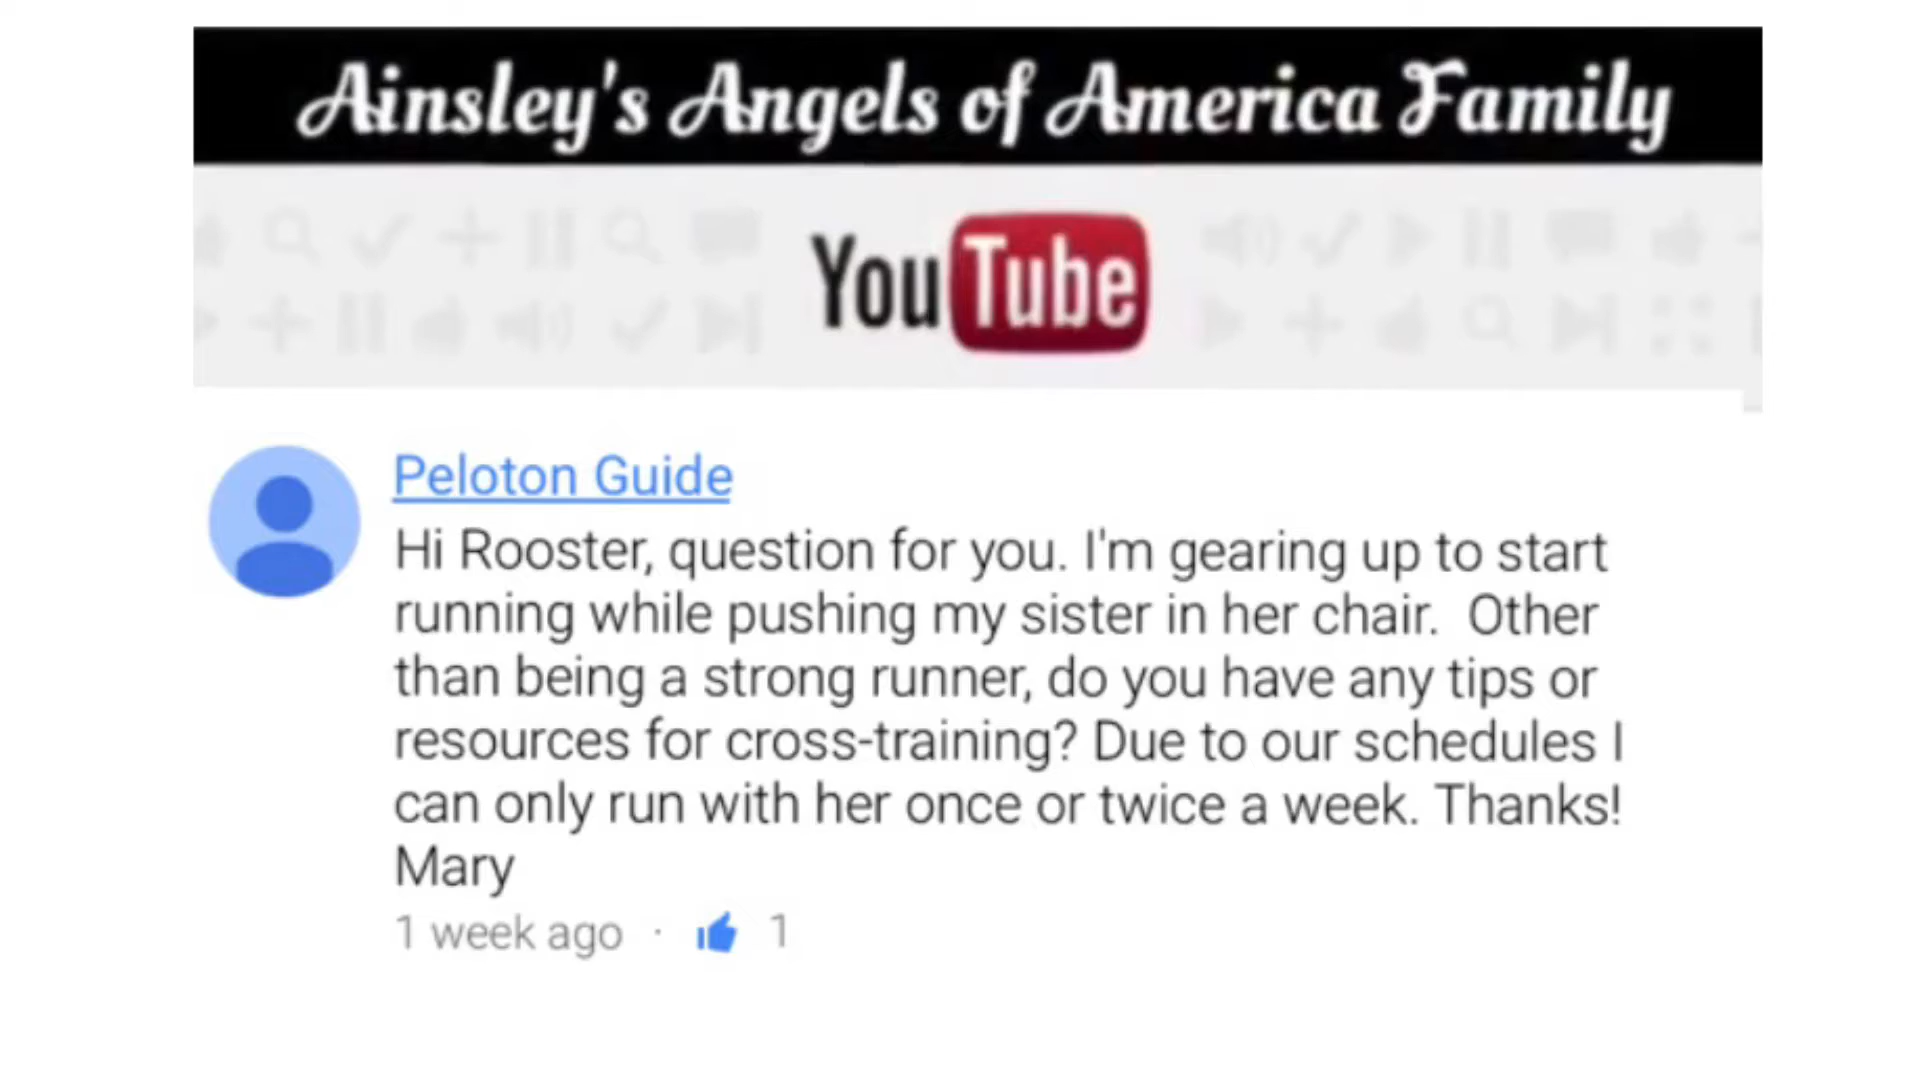 Ainsley's Angels of America Family
YouTube
Peloton Guide
Hi Rooster, question for you. I'm gearing up to start
running while pushing my sister in her chair.  Other
than being a strong runner, do you have any tips or
resources for cross-training? Due to our schedules I
can only run with her once or twice a week. Thanks!
Mary
1 week ago · 1